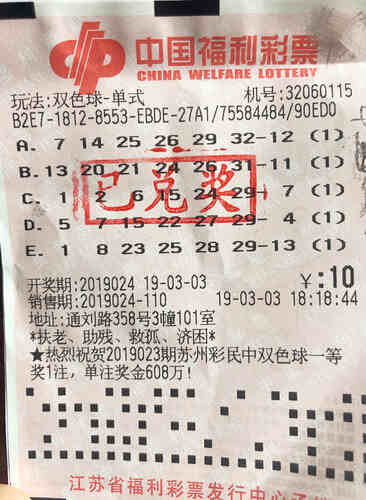 中国福利彩票
CHINA WELFARE LOTTERY
玩法:双色球-单式 机号:32060115
B2E7-1812-8553-EBDE-27A1/75584484/90ED0
A. 7 14 25 26 29 32-12 (1)
B.13 20 21 24 26 31-11 (1)
C. 1 2 6 15 24 29- 7 (1)
D. 5 7 15 22 27 29- 4 (1)
E. 1 8 23 25 28 29-13 (1)
已兑奖
开奖期:2019024 19-03-03 ￥:10
销售期:2019024-110 19-03-03 18:18:44
地址:通刘路358号3幢101室
*扶老、助残、救孤、济困*
★热烈祝贺2019023期苏州彩民中双色球一等
奖1注，单注奖金608万!
江苏省福利彩票发行中心